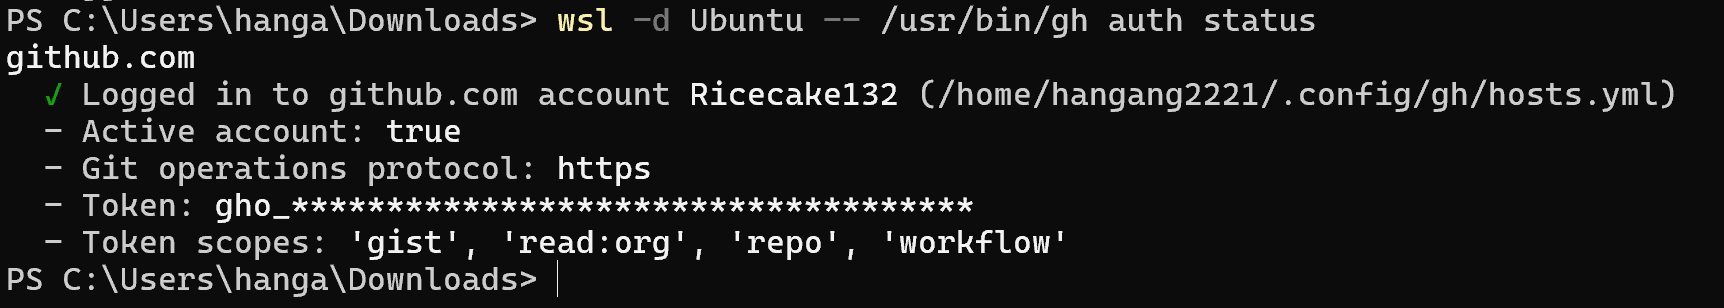 PS C:\Users\hanga\Downloads> wsl -d Ubuntu -- /usr/bin/gh auth status
github.com
  ✓ Logged in to github.com account Ricecake132 (/home/hangang2221/.config/gh/hosts.yml)
  - Active account: true
  - Git operations protocol: https
  - Token: gho_************************************
  - Token scopes: 'gist', 'read:org', 'repo', 'workflow'
PS C:\Users\hanga\Downloads>